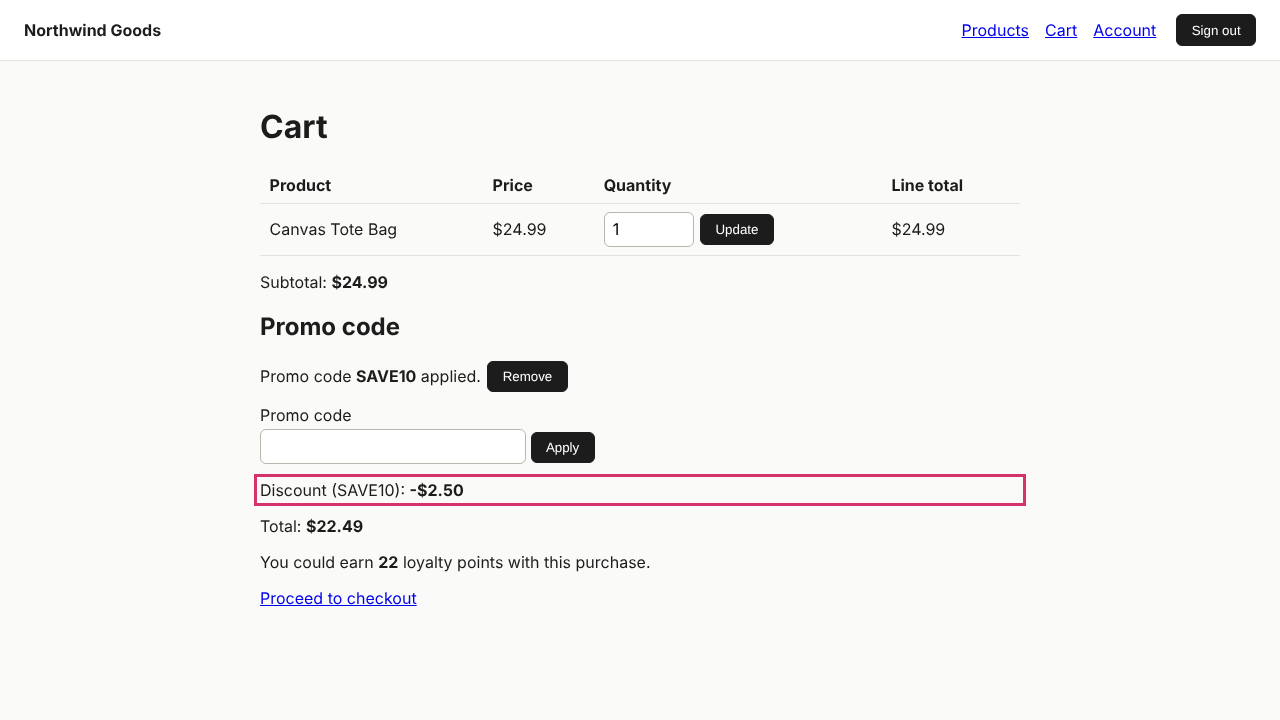 Northwind Goods
Products Cart Account Sign out
Cart
Product Price Quantity Line total
Canvas Tote Bag $24.99 1 Update $24.99
Subtotal: $24.99
Promo code
Promo code SAVE10 applied. Remove
Promo code
Apply
Discount (SAVE10): -$2.50
Total: $22.49
You could earn 22 loyalty points with this purchase.
Proceed to checkout